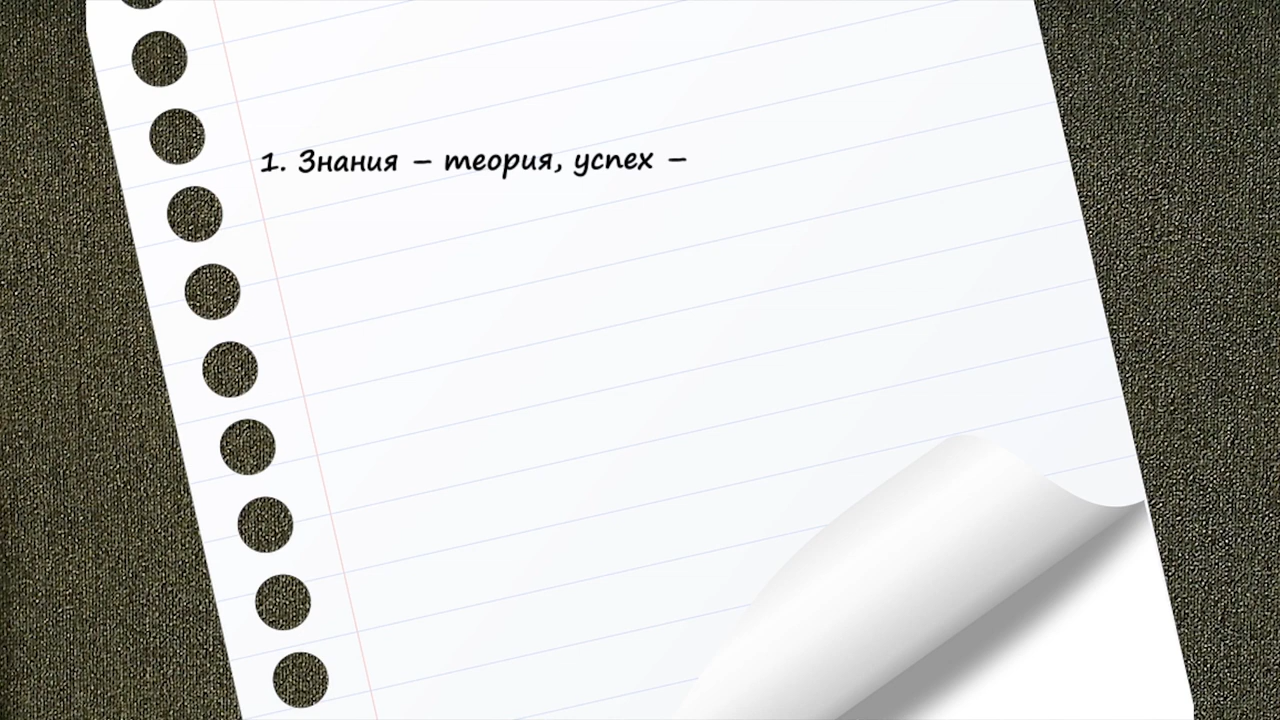 1. Знания – теория, успех –